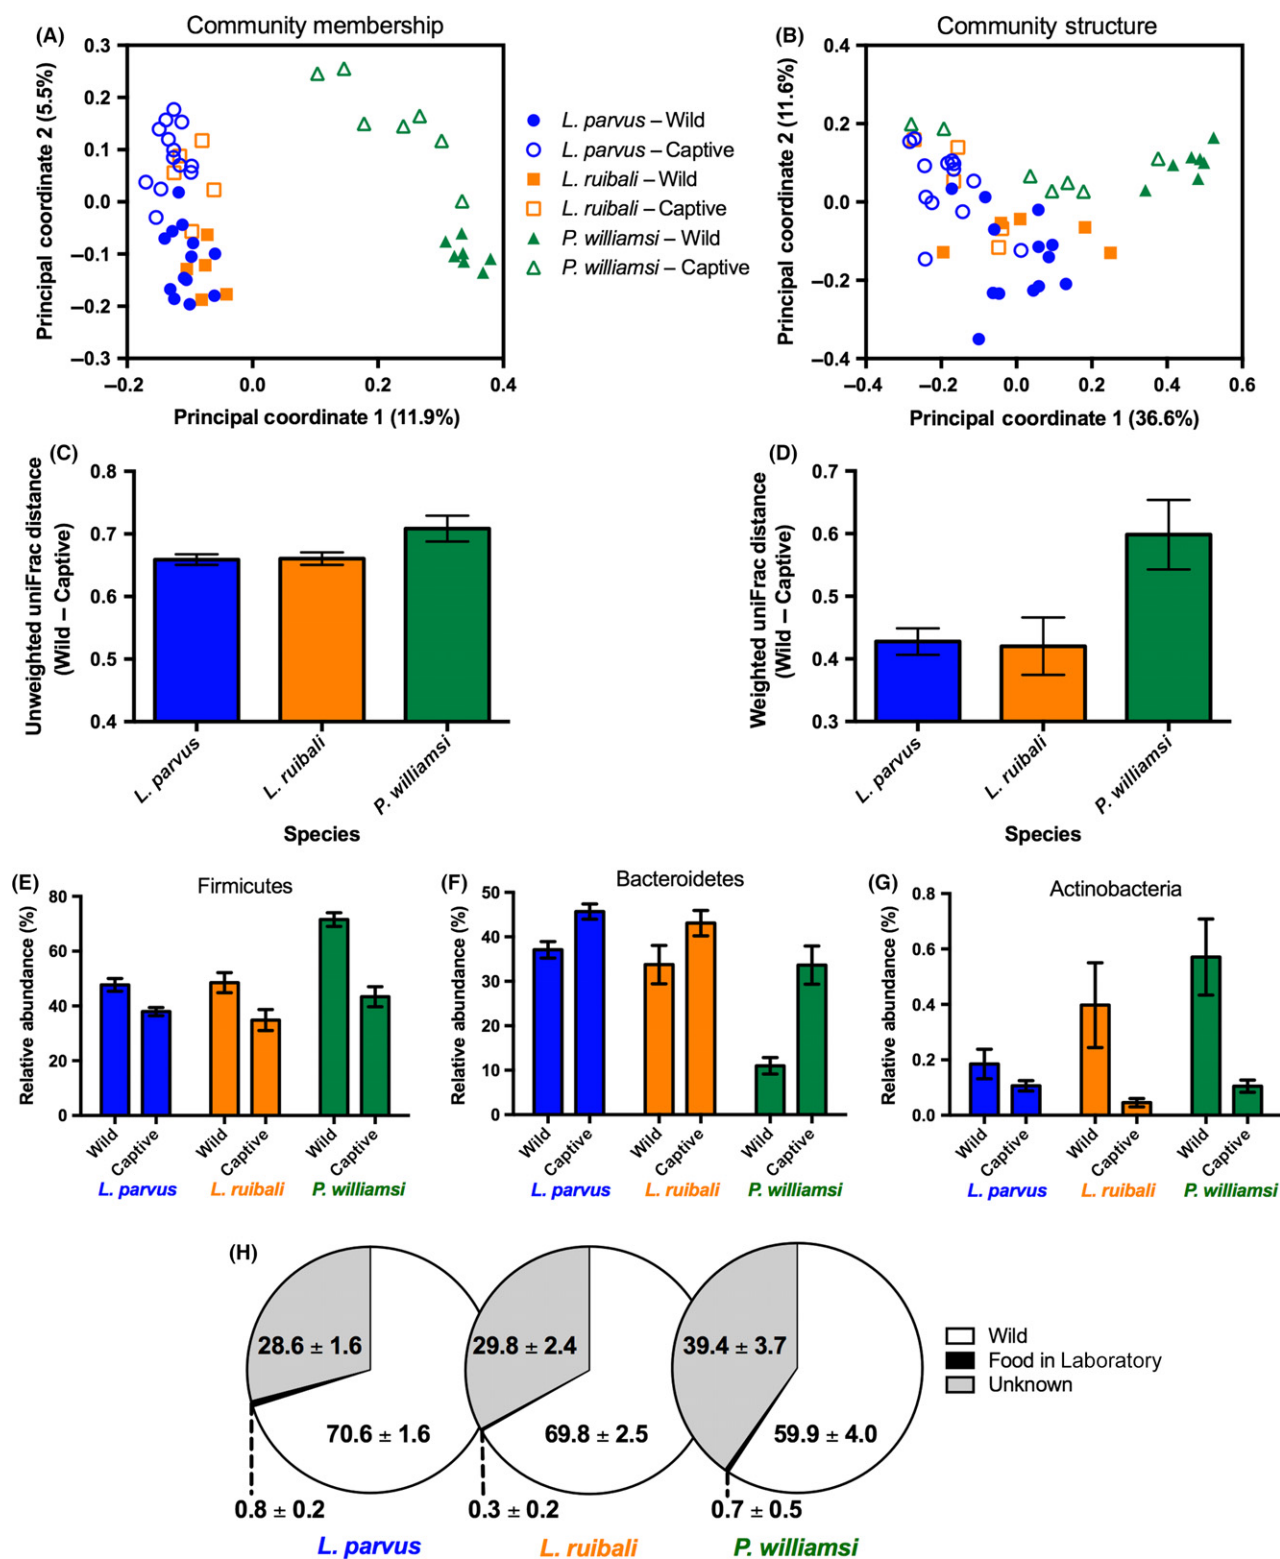 (A)
Community membership
0.3
0.2
0.1
0.0
–0.1
–0.2
–0.3
Principal coordinate 2 (5.5%)
–0.2
0.0
0.2
0.4
Principal coordinate 1 (11.9%)
L. parvus – Wild
L. parvus – Captive
L. ruibali – Wild
L. ruibali – Captive
P. williamsi – Wild
P. williamsi – Captive
(B)
Community structure
0.4
0.2
0.0
–0.2
–0.4
Principal coordinate 2 (11.6%)
–0.4
–0.2
0.0
0.2
0.4
0.6
Principal coordinate 1 (36.6%)
(C)
Unweighted uniFrac distance
(Wild – Captive)
0.8
0.7
0.6
0.5
0.4
L. parvus
L. ruibali
P. williamsi
Species
(D)
Weighted uniFrac distance
(Wild – Captive)
0.7
0.6
0.5
0.4
0.3
L. parvus
L. ruibali
P. williamsi
Species
(E)
Firmicutes
Relative abundance (%)
80
60
40
20
0
Wild
Captive
Wild
Captive
Wild
Captive
L. parvus
L. ruibali
P. williamsi
(F)
Bacteroidetes
Relative abundance (%)
50
40
30
20
10
0
Wild
Captive
Wild
Captive
Wild
Captive
L. parvus
L. ruibali
P. williamsi
(G)
Actinobacteria
Relative abundance (%)
0.8
0.6
0.4
0.2
0.0
Wild
Captive
Wild
Captive
Wild
Captive
L. parvus
L. ruibali
P. williamsi
(H)
28.6 ± 1.6
70.6 ± 1.6
0.8 ± 0.2
L. parvus
29.8 ± 2.4
69.8 ± 2.5
0.3 ± 0.2
L. ruibali
39.4 ± 3.7
59.9 ± 4.0
0.7 ± 0.5
P. williamsi
Wild
Food in Laboratory
Unknown